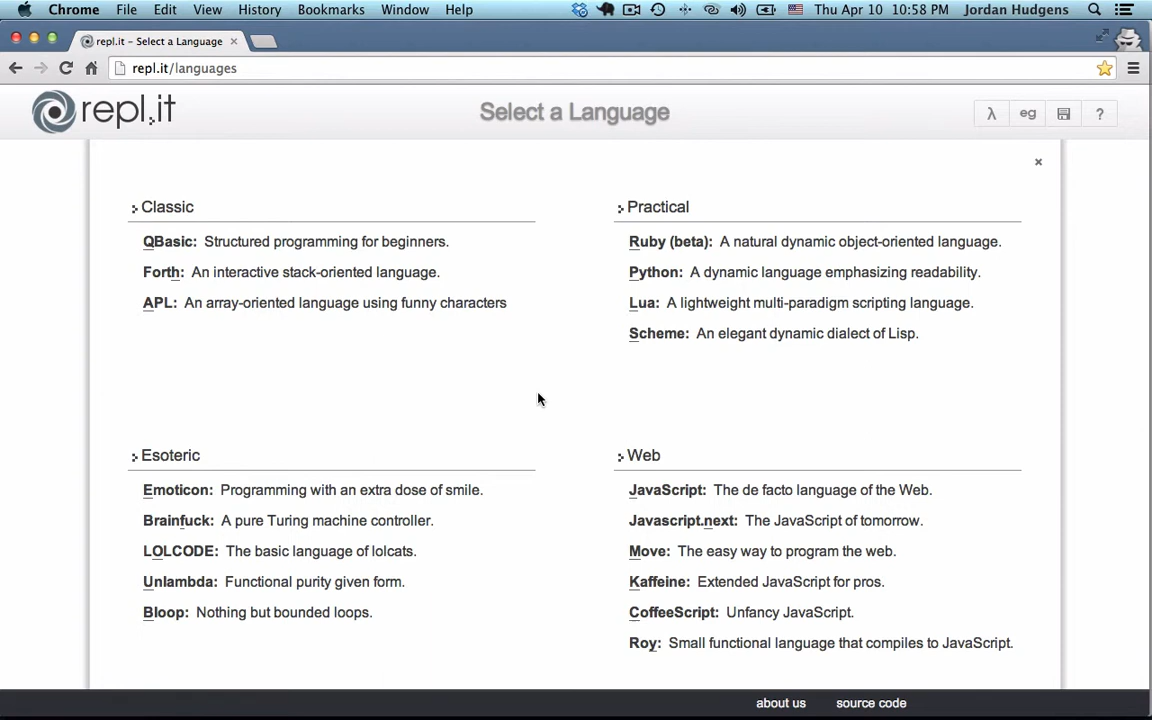 Chrome File Edit View History Bookmarks Window Help Thu Apr 10 10:58 PM Jordan Hudgens
repl.it – Select a Language ×
repl.it/languages
repl.it Select a Language λ eg ?
×
Classic
QBasic: Structured programming for beginners.
Forth: An interactive stack-oriented language.
APL: An array-oriented language using funny characters
Practical
Ruby (beta): A natural dynamic object-oriented language.
Python: A dynamic language emphasizing readability.
Lua: A lightweight multi-paradigm scripting language.
Scheme: An elegant dynamic dialect of Lisp.
Esoteric
Emoticon: Programming with an extra dose of smile.
Brainfuck: A pure Turing machine controller.
LOLCODE: The basic language of lolcats.
Unlambda: Functional purity given form.
Bloop: Nothing but bounded loops.
Web
JavaScript: The de facto language of the Web.
Javascript.next: The JavaScript of tomorrow.
Move: The easy way to program the web.
Kaffeine: Extended JavaScript for pros.
CoffeeScript: Unfancy JavaScript.
Roy: Small functional language that compiles to JavaScript.
about us source code